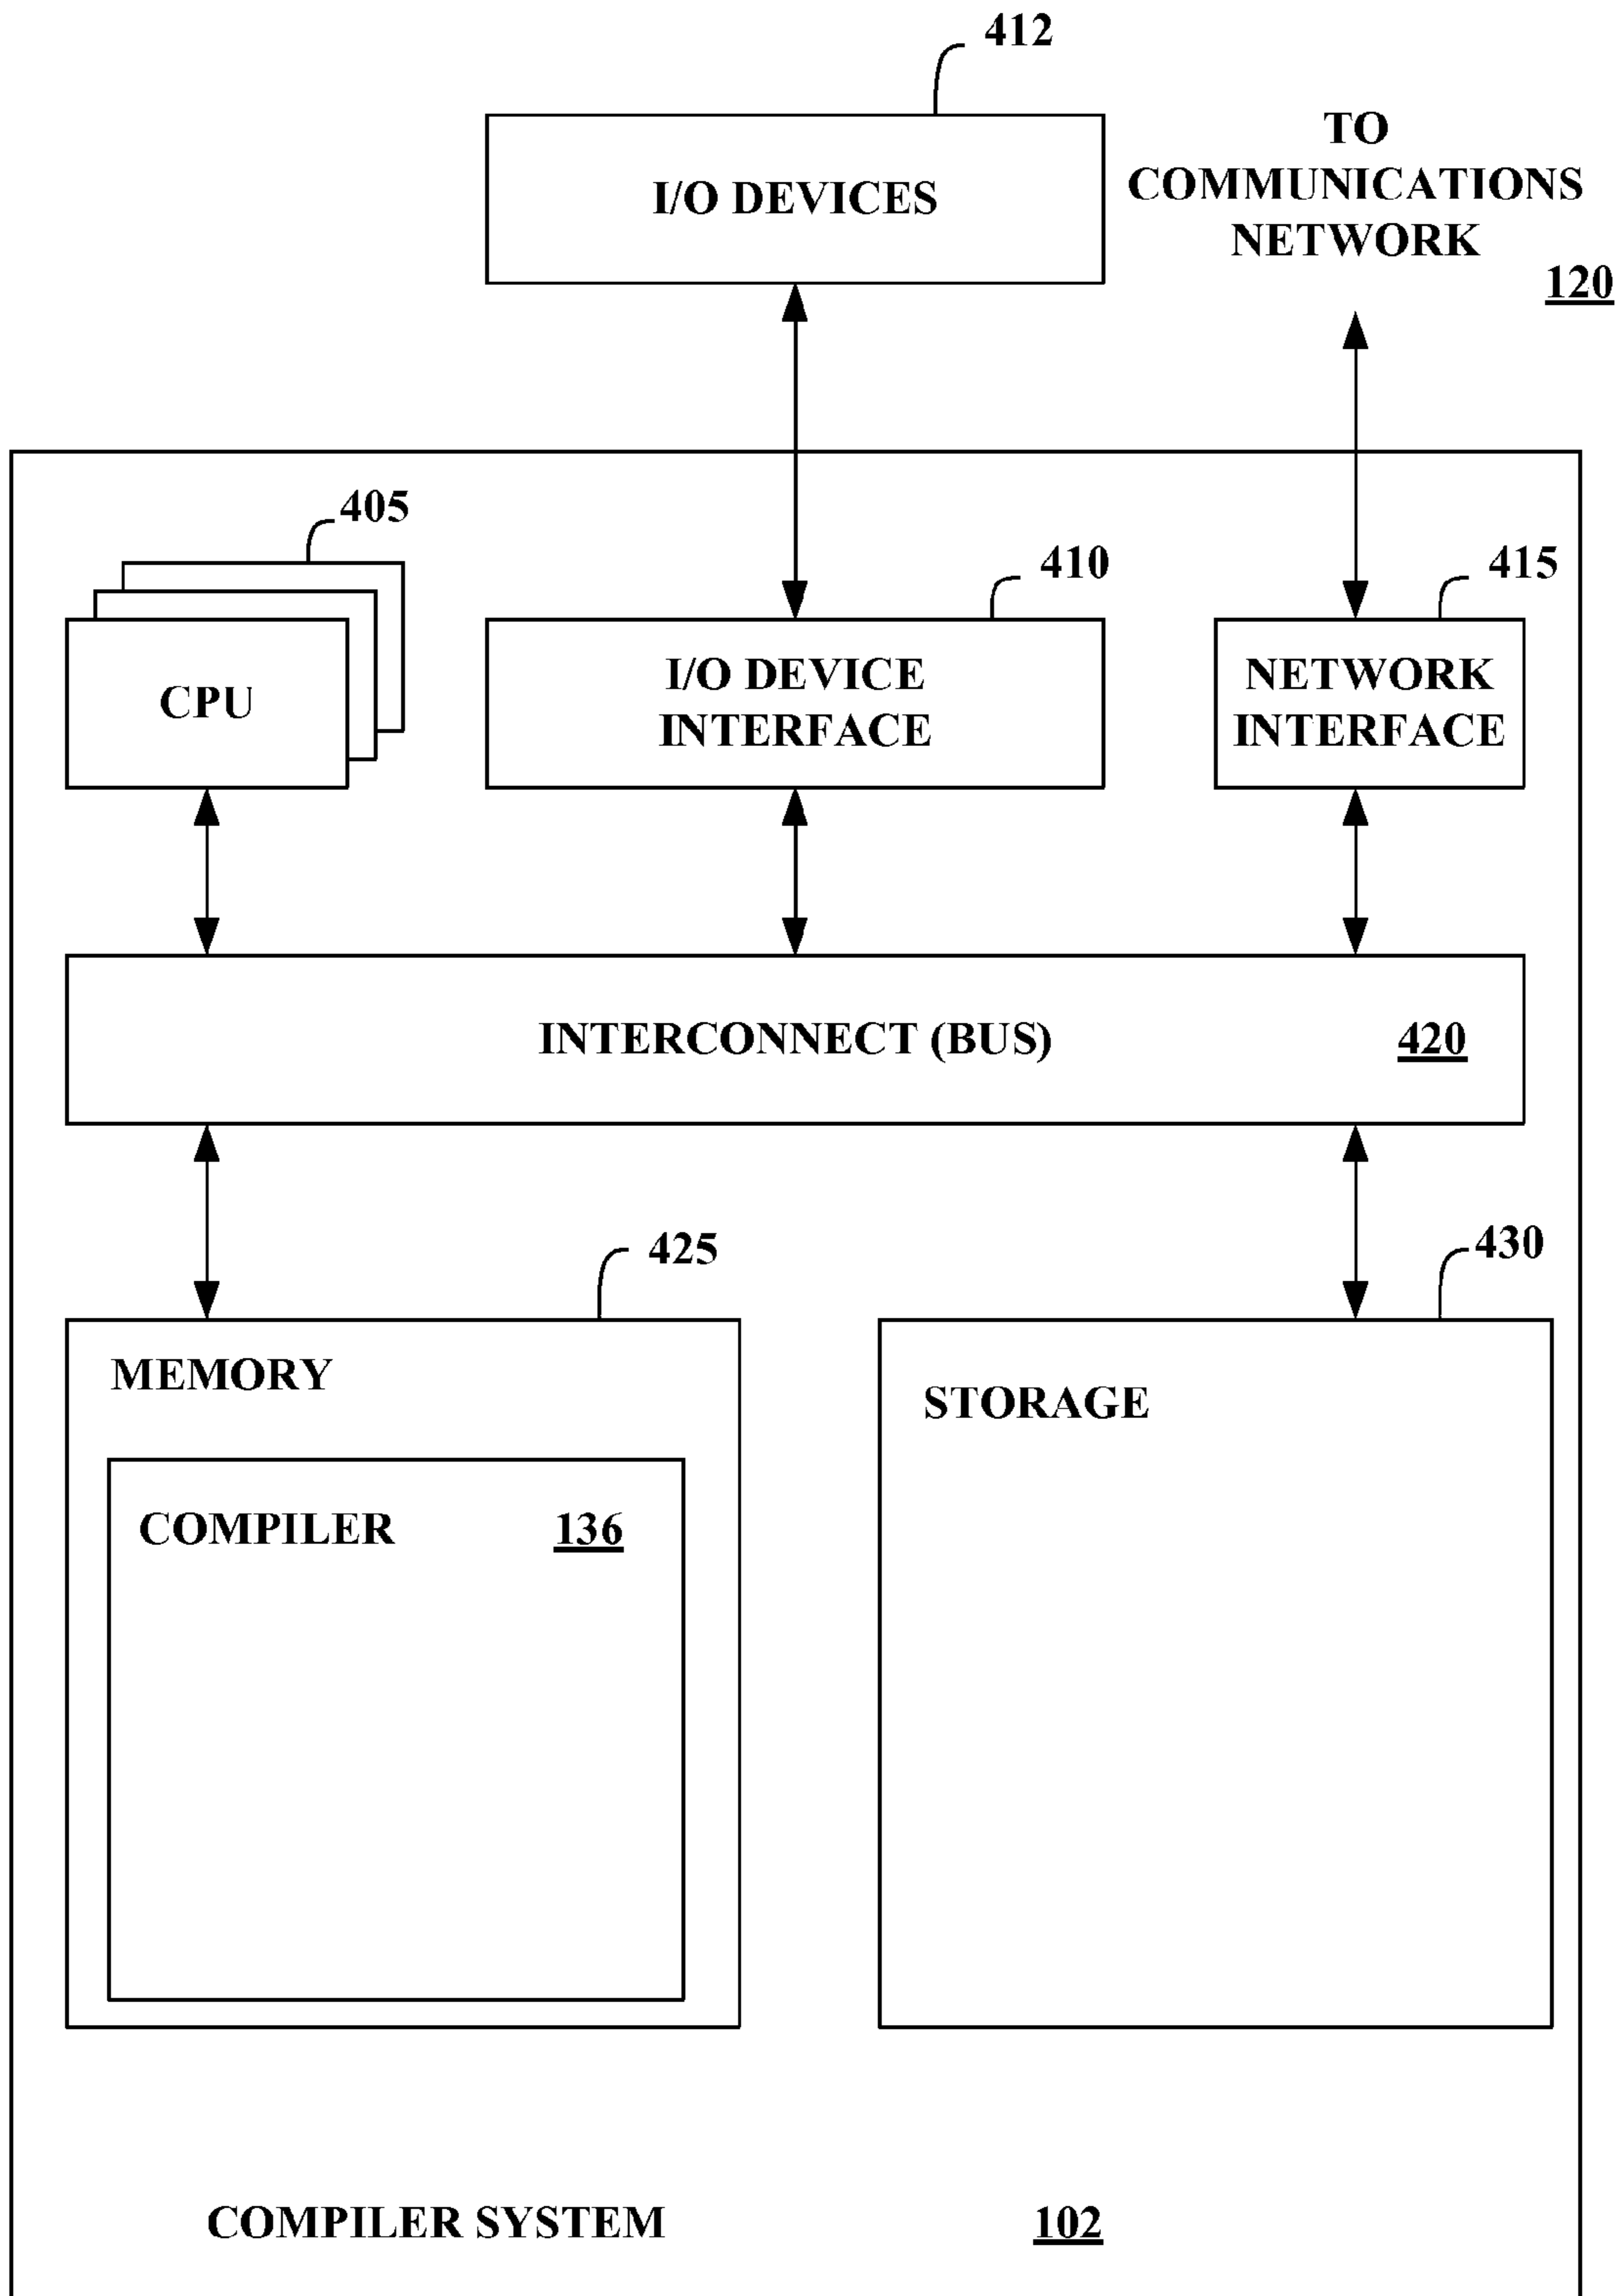 412
I/O DEVICES
TO
COMMUNICATIONS
NETWORK
120
405
410
415
CPU
I/O DEVICE
INTERFACE
NETWORK
INTERFACE
INTERCONNECT (BUS)
420
425
430
MEMORY
STORAGE
COMPILER
136
COMPILER SYSTEM
102